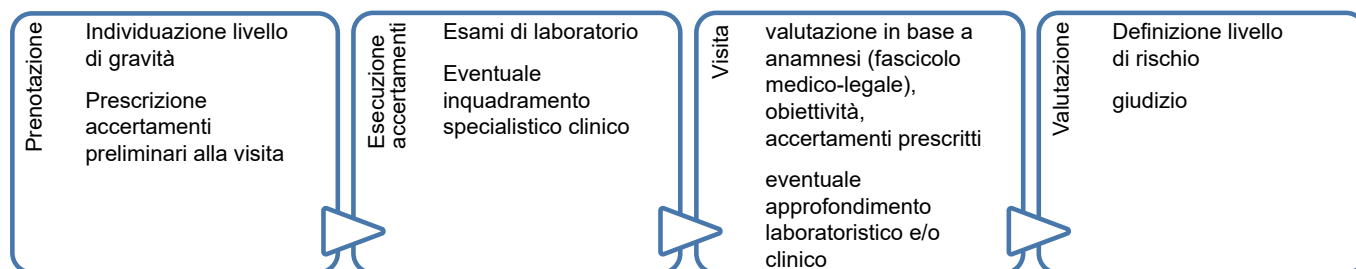 Prenotazione
Individuazione livello
di gravità
Prescrizione
accertamenti
preliminari alla visita
Esecuzione
accertamenti
Esami di laboratorio
Eventuale
inquadramento
specialistico clinico
Visita
valutazione in base a
anamnesi (fascicolo
medico-legale),
obiettività,
accertamenti prescritti
eventuale
approfondimento
laboratoristico e/o
clinico
Valutazione
Definizione livello
di rischio
giudizio